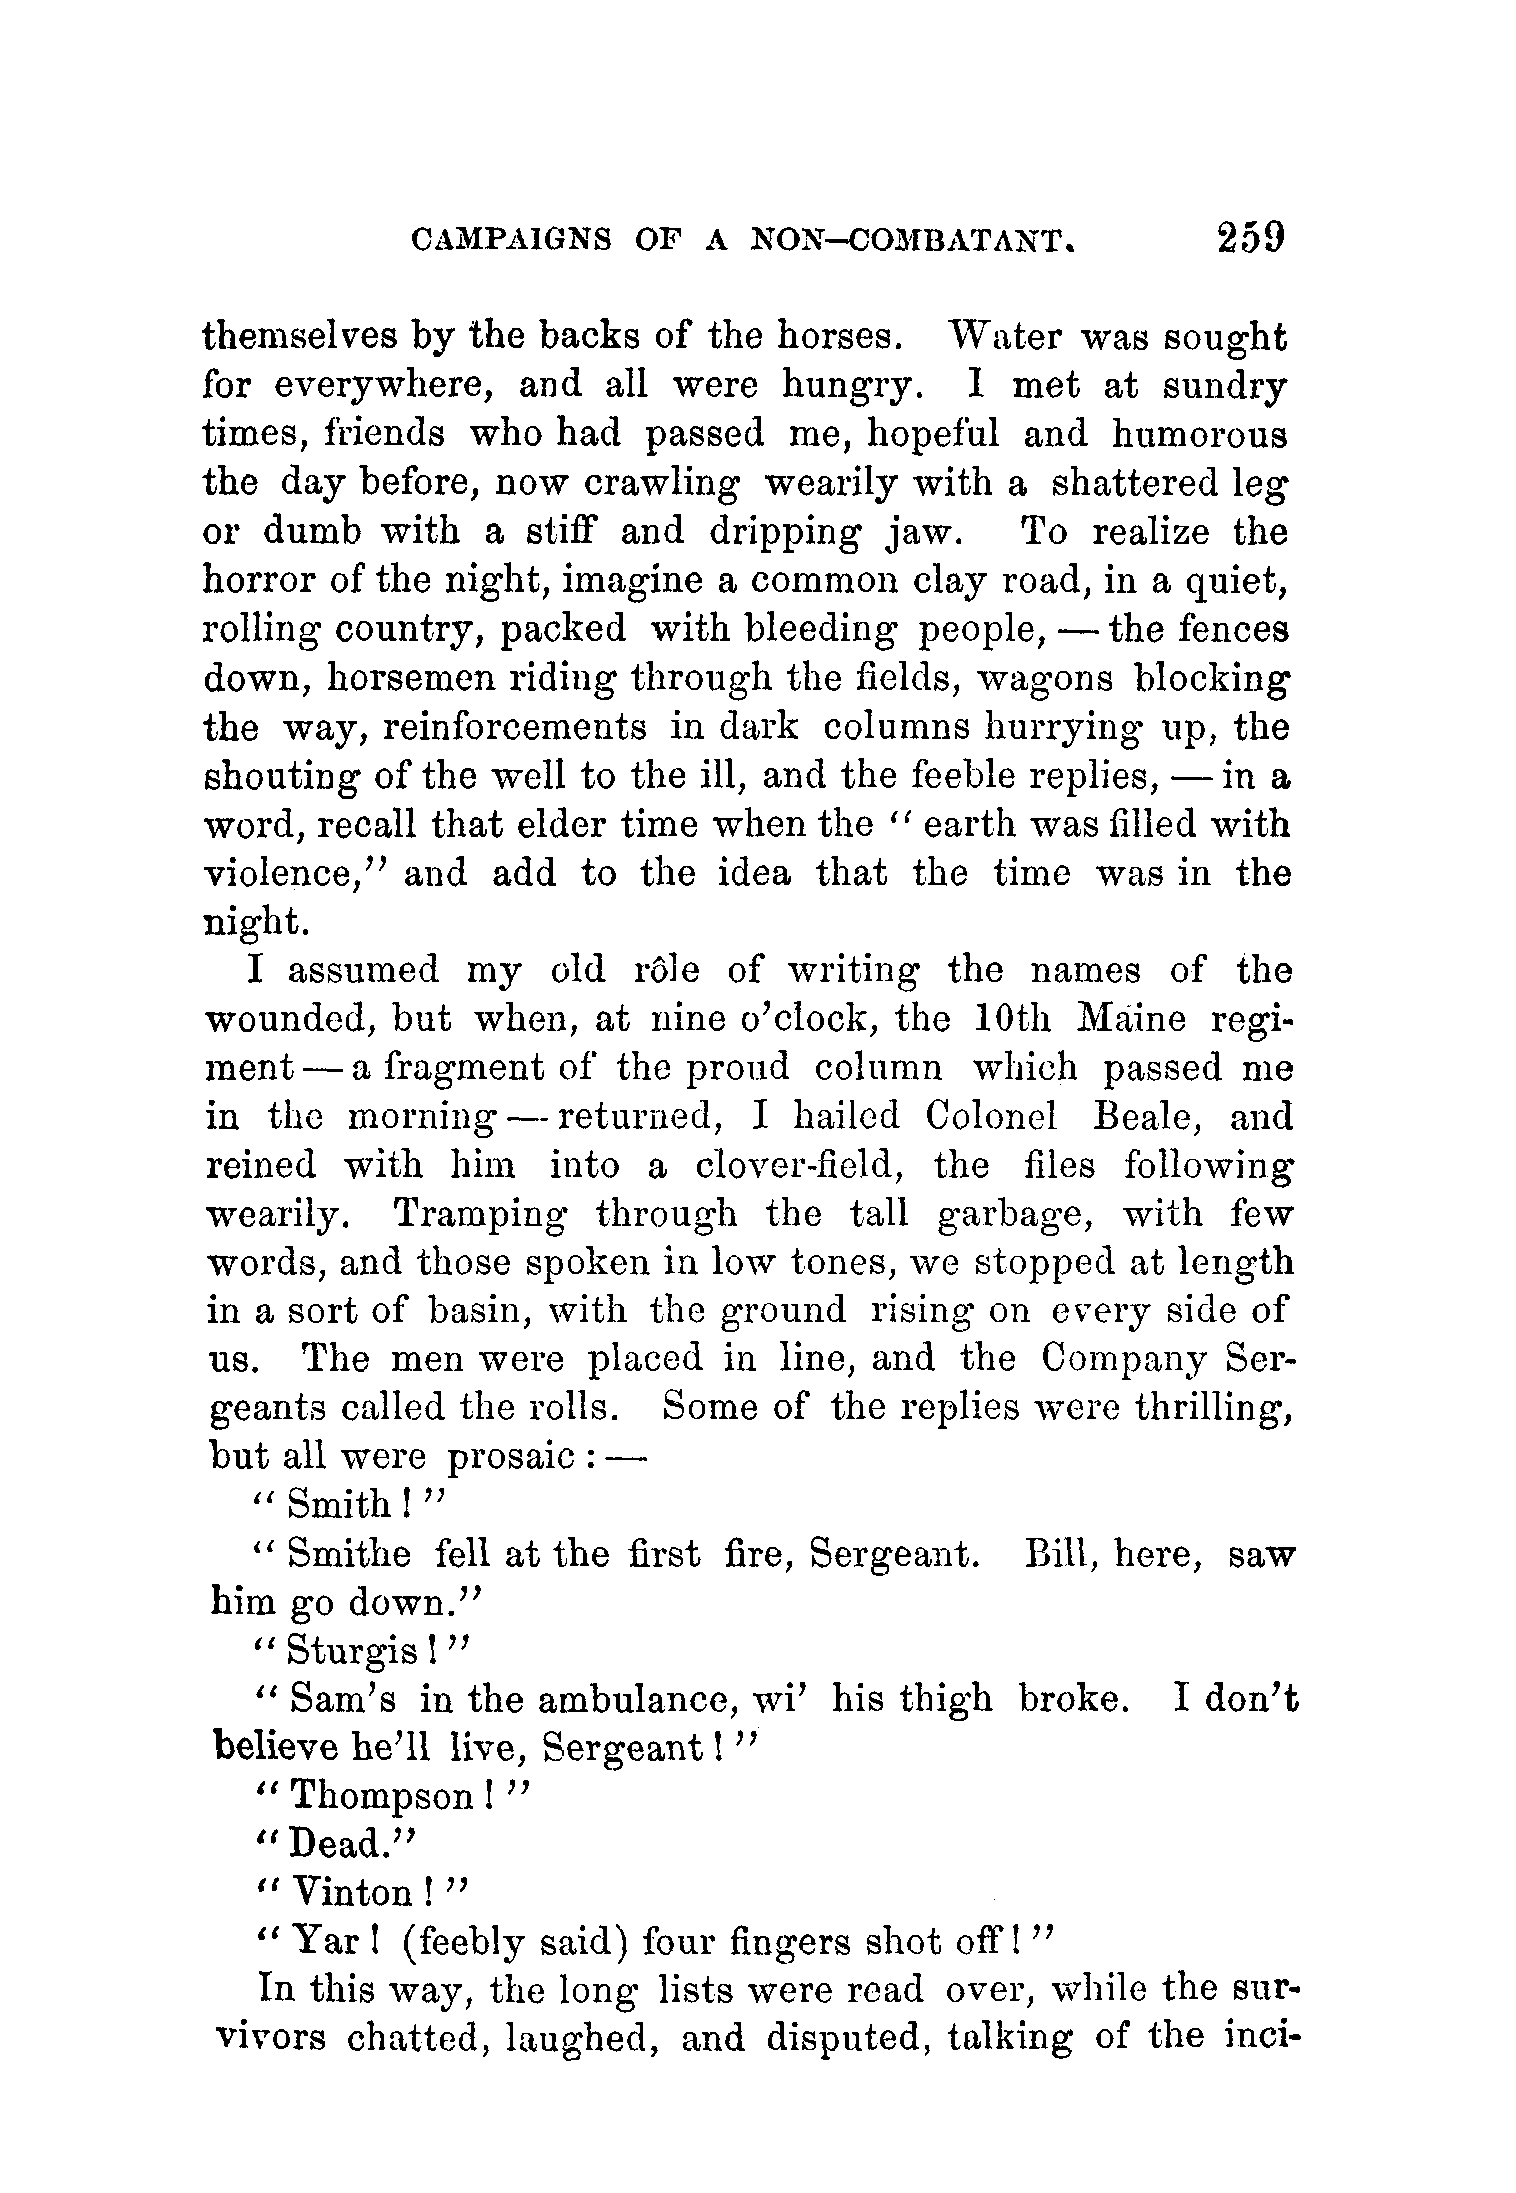 CAMPAIGNS OF A NON-COMBATANT. 259
themselves by the backs of the horses. Water was sought
for everywhere, and all were hungry. I met at sundry
times, friends who had passed me, hopeful and humorous
the day before, now crawling wearily with a shattered leg
or dumb with a stiff and dripping jaw. To realize the
horror of the night, imagine a common clay road, in a quiet,
rolling country, packed with bleeding people, — the fences
down, horsemen riding through the fields, wagons blocking
the way, reinforcements in dark columns hurrying up, the
shouting of the well to the ill, and the feeble replies, — in a
word, recall that elder time when the “ earth was filled with
violence,” and add to the idea that the time was in the
night.
I assumed my old rôle of writing the names of the
wounded, but when, at nine o’clock, the 10th Maine regi-
ment — a fragment of the proud column which passed me
in the morning — returned, I hailed Colonel Beale, and
reined with him into a clover-field, the files following
wearily. Tramping through the tall garbage, with few
words, and those spoken in low tones, we stopped at length
in a sort of basin, with the ground rising on every side of
us. The men were placed in line, and the Company Ser-
geants called the rolls. Some of the replies were thrilling,
but all were prosaic : —
“ Smith ! ”
“ Smithe fell at the first fire, Sergeant. Bill, here, saw
him go down.”
“ Sturgis ! ”
“ Sam’s in the ambulance, wi’ his thigh broke. I don’t
believe he’ll live, Sergeant ! ”
“ Thompson ! ”
“ Dead.”
“ Vinton ! ”
“ Yar ! (feebly said) four fingers shot off ! ”
In this way, the long lists were read over, while the sur-
vivors chatted, laughed, and disputed, talking of the inci-